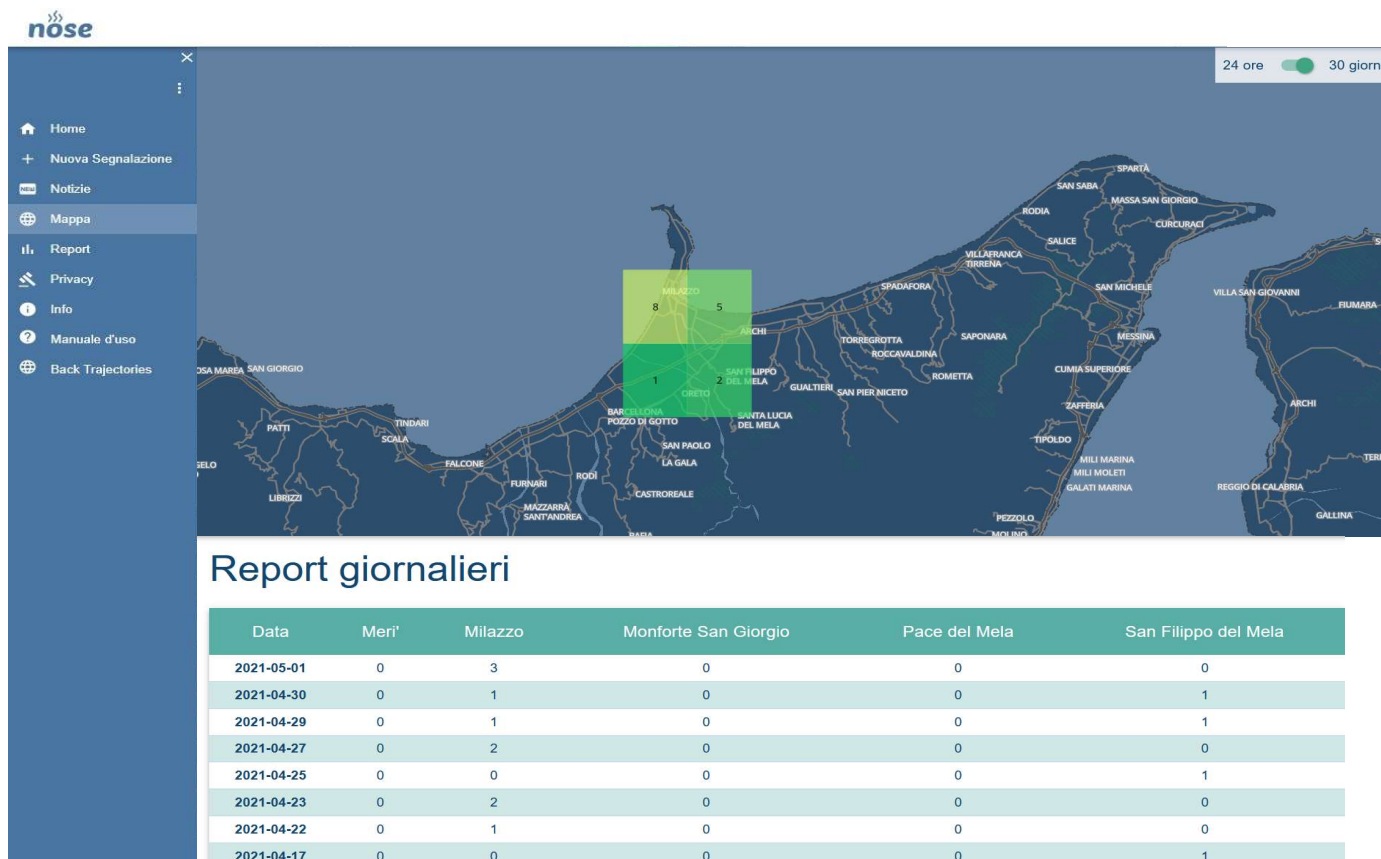 nose
24 ore 30 giorn
Home
+ Nuova Segnalazione
NEW Notizie
Mappa
Report
Privacy
Info
Manuale d'uso
Back Trajectories
SPARTÀ
SAN SABA
MASSA SAN GIORGIO
RODIA
CURCURACI
SALICE
VILLAFRANCA
TIRRENA
SPADAFORA
SAN MICHELE
VILLA SAN GIOVANNI
FIUMARA
MILAZZO
8 5
ARCHI
TORREGROTTA
SAPONARA
MESSINA
ROCCAVALDINA
OSA MAREA SAN GIORGIO
SAN FILIPPO
DEL MELA
1 2
GUALTIERI
SAN PIER NICETO
ROMETTA
CUMIA SUPERIORE
ORETO
ZAFFERIA
ARCHI
BARCELLONA
POZZO DI GOTTO
SANTA LUCIA
DEL MELA
PATTI
TINDARI
SCALA
TIPOLDO
SAN PAOLO
LA GALA
MILI MARINA
MILI MOLETI
GALATI MARINA
TERR
GELO
FALCONE
RODÌ
FURNARI
CASTROREALE
LIBRIZZI
MAZZARRÀ
SANT'ANDREA
REGGIO DI CALABRIA
PEZZOLO
GALLINA
Report giornalieri
Data Meri' Milazzo Monforte San Giorgio Pace del Mela San Filippo del Mela
2021-05-01 0 3 0 0 0
2021-04-30 0 1 0 0 1
2021-04-29 0 1 0 0 1
2021-04-27 0 2 0 0 0
2021-04-25 0 0 0 0 1
2021-04-23 0 2 0 0 0
2021-04-22 0 1 0 0 0
2021-04-17 0 0 0 0 1